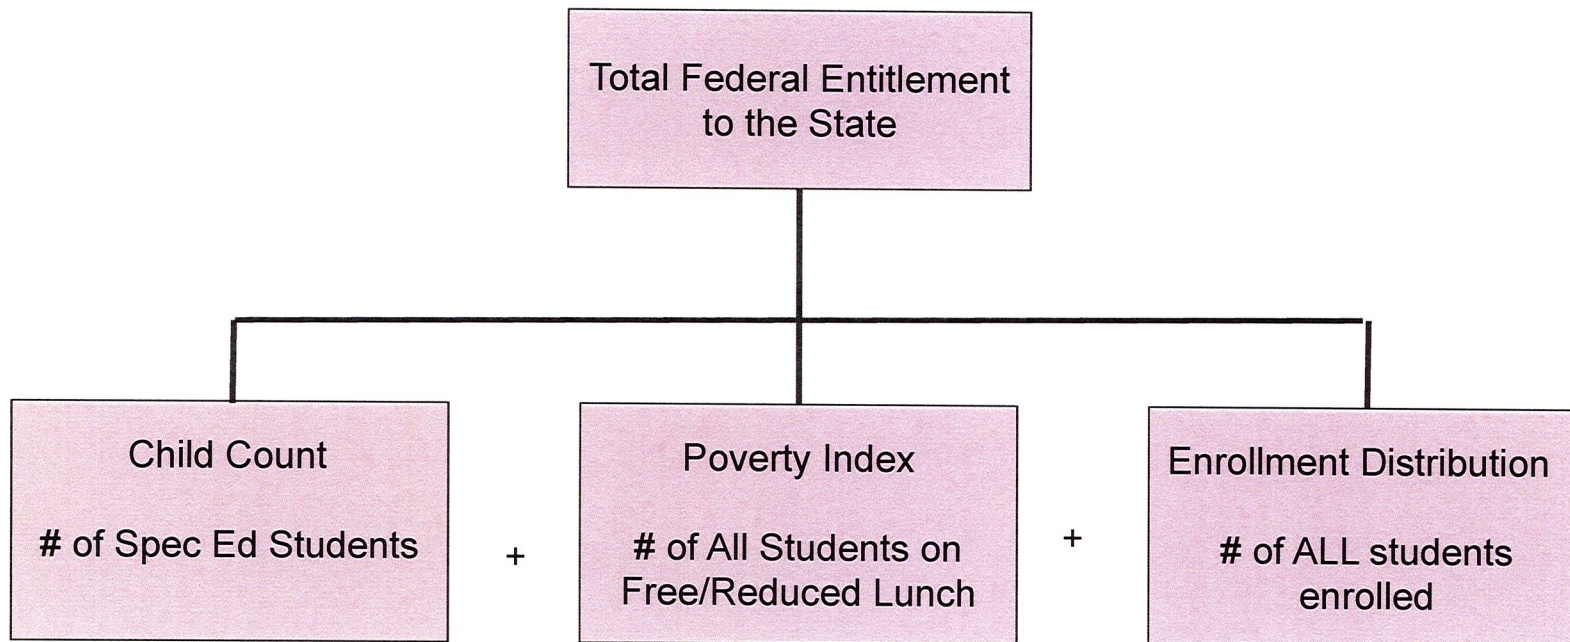 Total Federal Entitlement
to the State
Child Count
# of Spec Ed Students
+
Poverty Index
# of All Students on
Free/Reduced Lunch
+
Enrollment Distribution
# of ALL students
enrolled